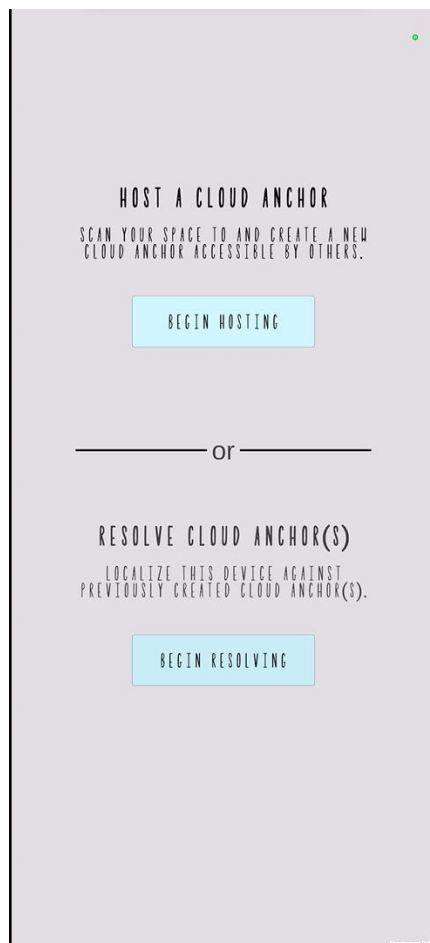 HOST A CLOUD ANCHOR
SCAN YOUR SPACE TO AND CREATE A NEW
CLOUD ANCHOR ACCESSIBLE BY OTHERS.
BEGIN HOSTING
or
RESOLVE CLOUD ANCHOR(S)
LOCALIZE THIS DEVICE AGAINST
PREVIOUSLY CREATED CLOUD ANCHOR(S).
BEGIN RESOLVING